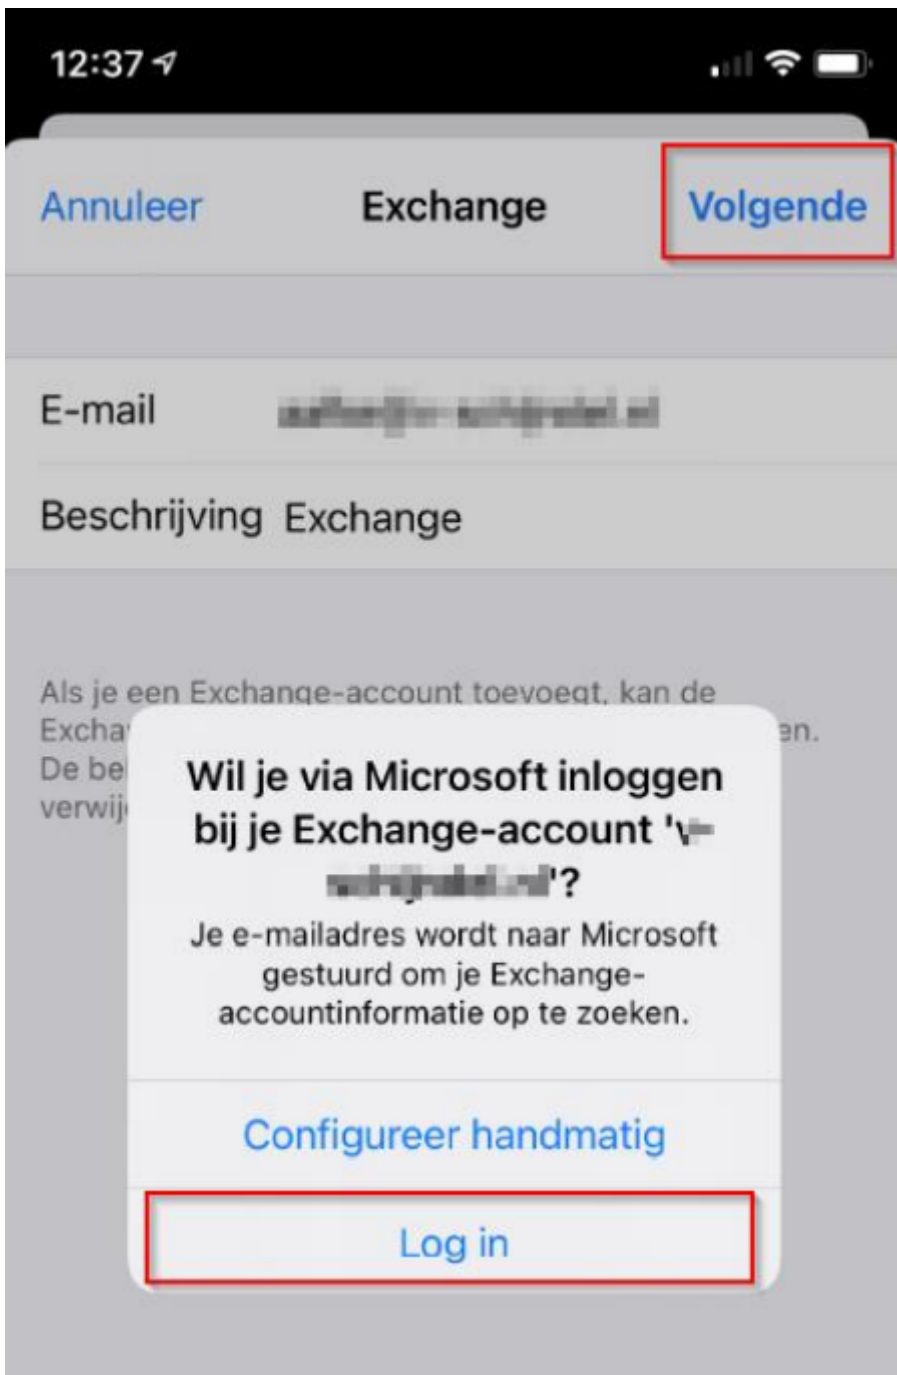 12:37
Annuleer Exchange Volgende
E-mail
Beschrijving Exchange
Als je een Exchange-account toevoegt, kan de
Excha en.
De be
verwij
Wil je via Microsoft inloggen
bij je Exchange-account 'v-
'?
Je e-mailadres wordt naar Microsoft
gestuurd om je Exchange-
accountinformatie op te zoeken.
Configureer handmatig
Log in